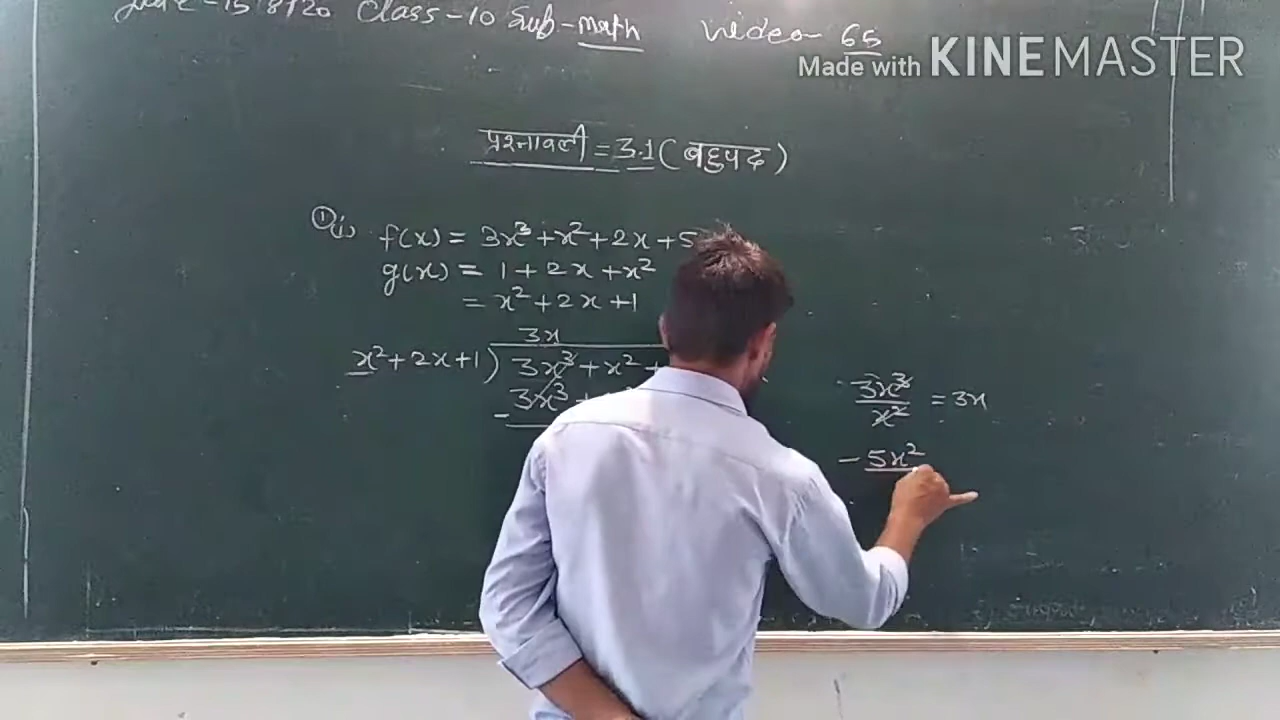 Date-15/8/20 Class-10 Sub-math Video 65
Made with KINEMASTER
प्रश्नावली = 3.1 (बहुपद)
① (i) f(x) = 3x³ + x² + 2x + 5
g(x) = 1 + 2x + x²
= x² + 2x + 1
3x
x² + 2x + 1 ) 3x³ + x² +
- 3x³ +
3x³/x² = 3x
- 5x²